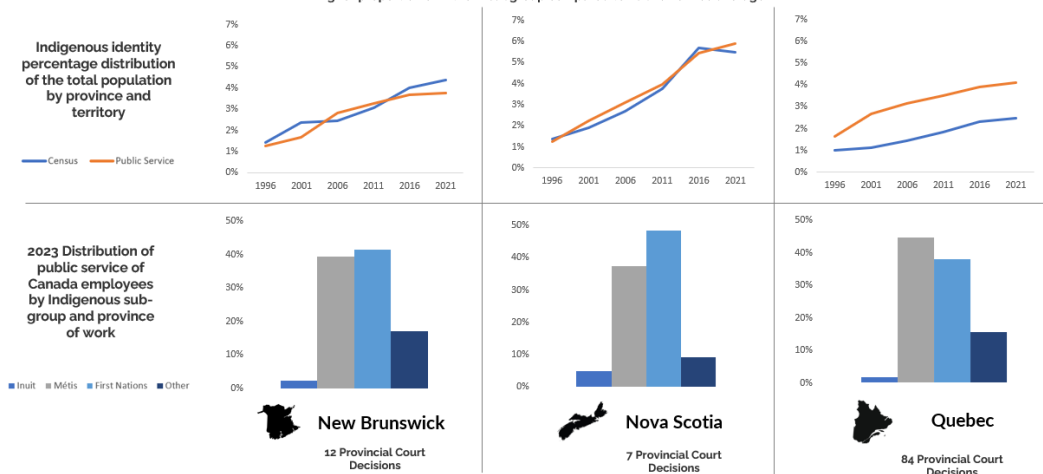 Indigenous identity
percentage distribution
of the total population
by province and
territory
Census
Public Service
7%
6%
5%
4%
3%
2%
1%
0%
1996 2001 2006 2011 2016 2021
7%
6%
5%
4%
3%
2%
1%
0%
1996 2001 2006 2011 2016 2021
7%
6%
5%
4%
3%
2%
1%
0%
1996 2001 2006 2011 2016 2021
2023 Distribution of
public service of
Canada employees
by Indigenous sub-
group and province
of work
Inuit Métis First Nations Other
50%
40%
30%
20%
10%
0%
New Brunswick
12 Provincial Court
Decisions
50%
40%
30%
20%
10%
0%
Nova Scotia
7 Provincial Court
Decisions
50%
40%
30%
20%
10%
0%
Quebec
84 Provincial Court
Decisions